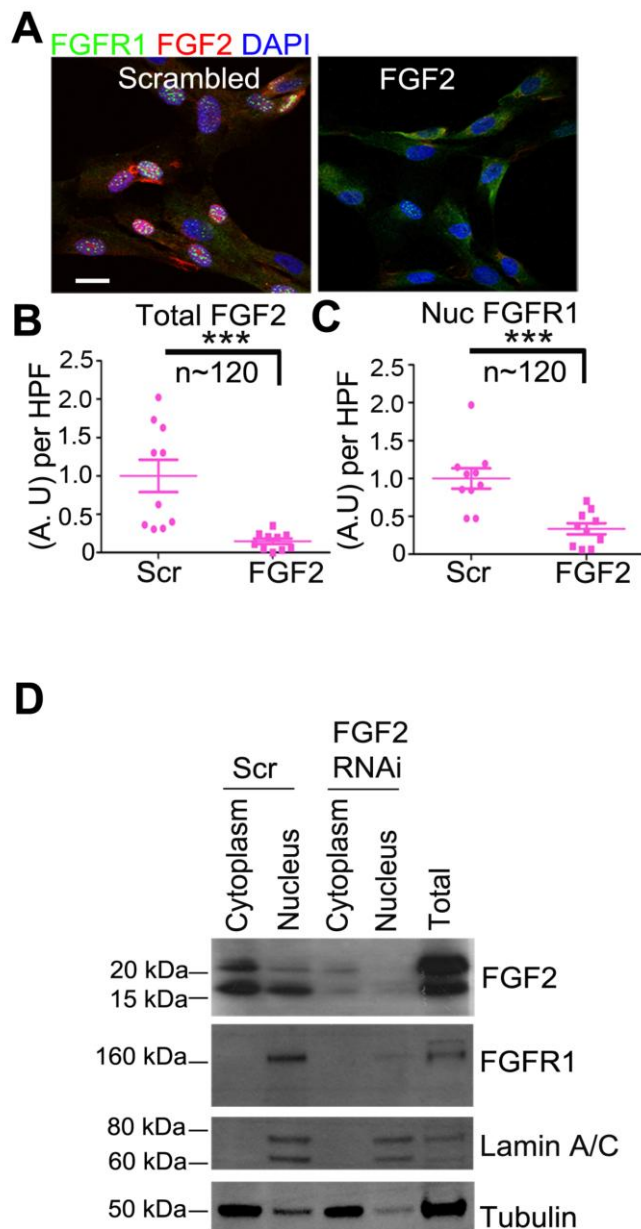 A
FGFR1 FGF2 DAPI
Scrambled
FGF2
B
Total FGF2
***
n~120
(A. U) per HPF
2.5
2.0
1.5
1.0
0.5
0
Scr
FGF2
C
Nuc FGFR1
***
n~120
(A.U) per HPF
2.5
2.0
1.5
1.0
0.5
0
Scr
FGF2
D
Scr
FGF2
RNAi
Cytoplasm
Nucleus
Cytoplasm
Nucleus
Total
20 kDa
15 kDa
FGF2
160 kDa
FGFR1
80 kDa
60 kDa
Lamin A/C
50 kDa
Tubulin